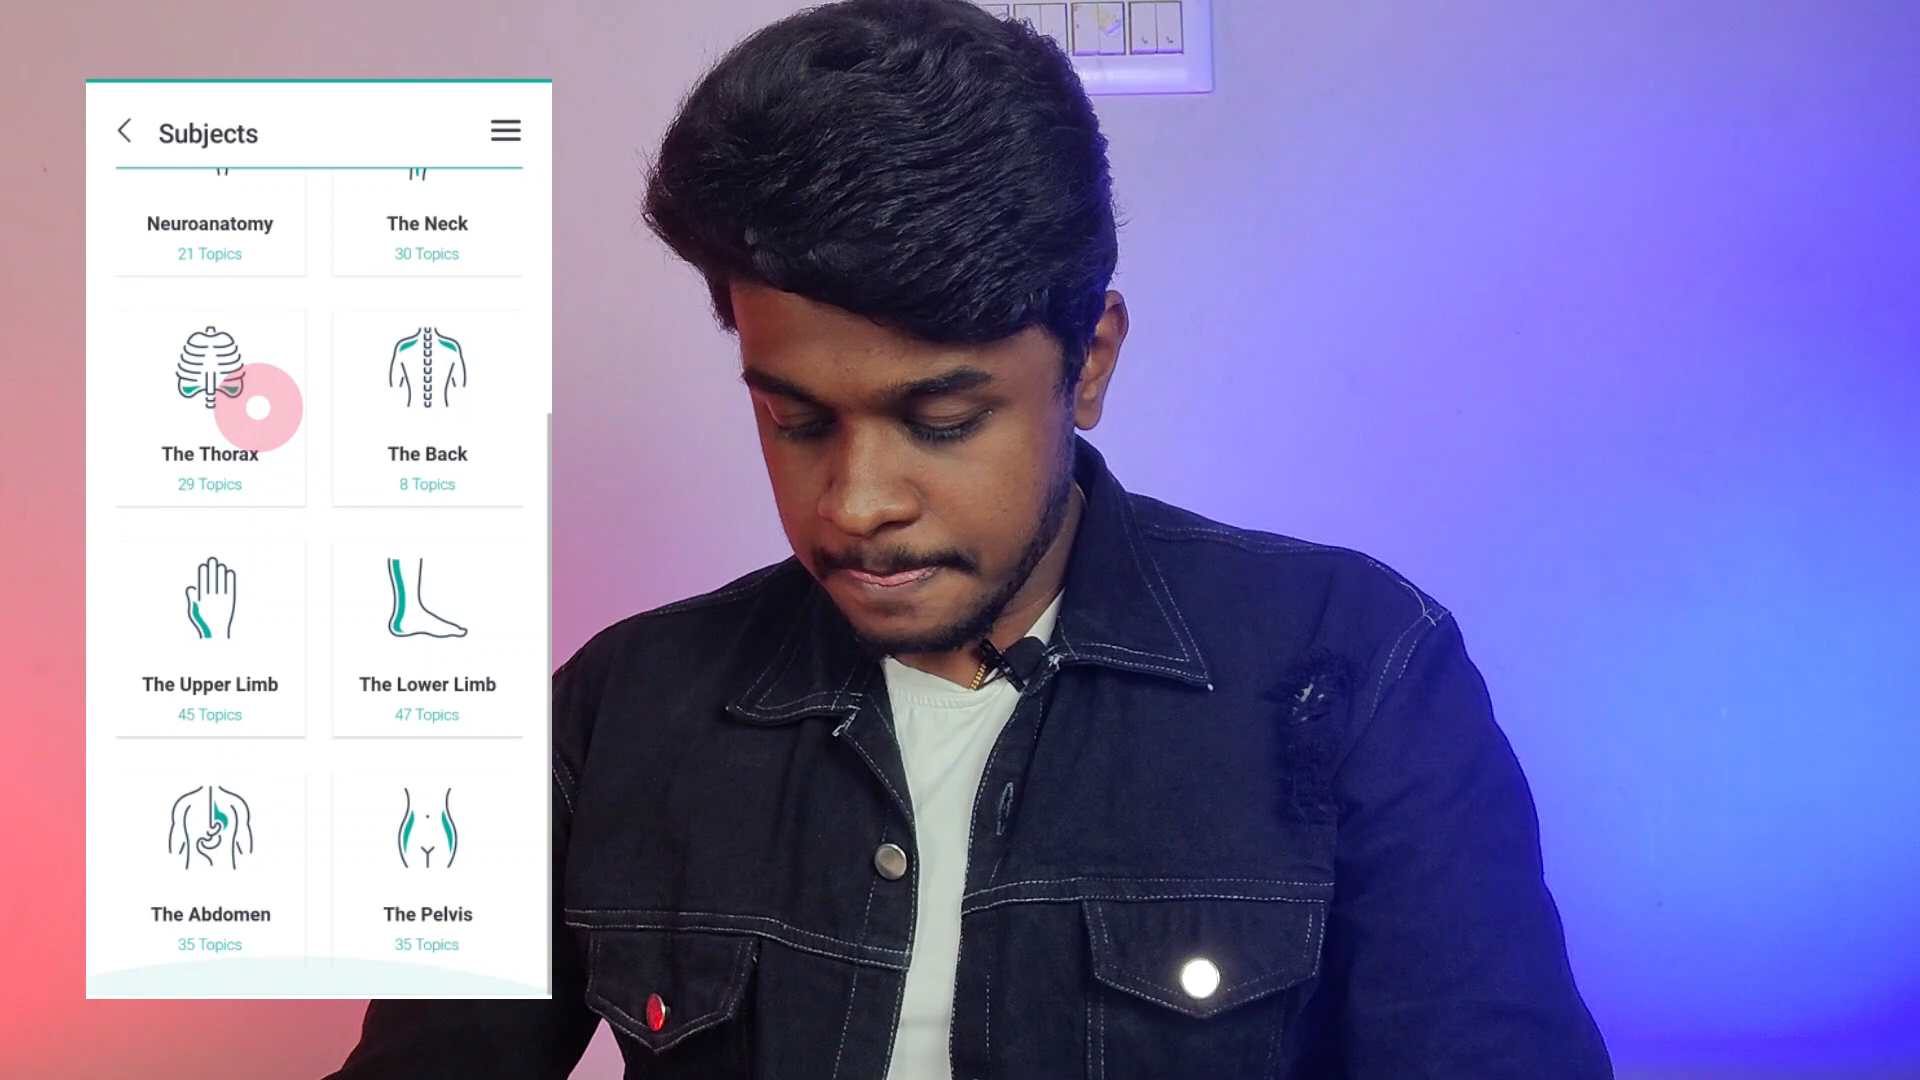 Subjects
Neuroanatomy
21 Topics
The Neck
30 Topics
The Thorax
29 Topics
The Back
8 Topics
The Upper Limb
45 Topics
The Lower Limb
47 Topics
The Abdomen
35 Topics
The Pelvis
35 Topics